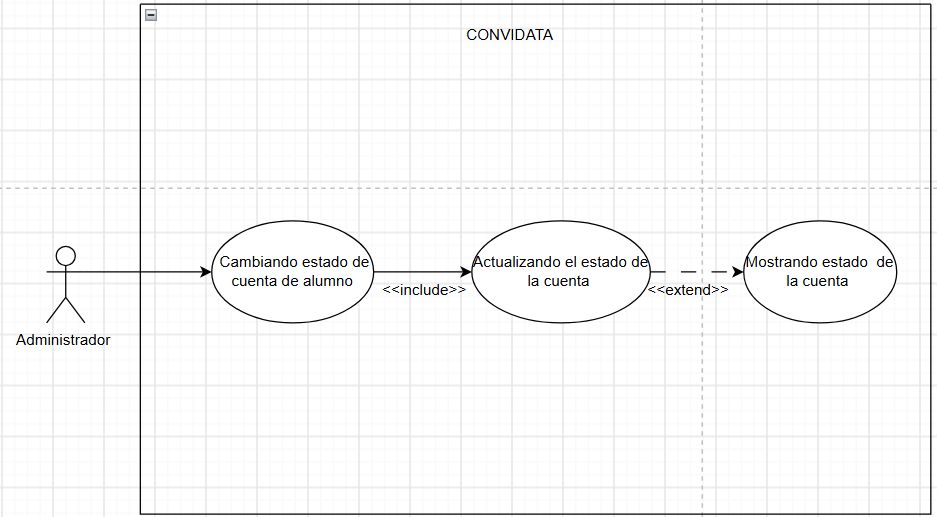 CONVIDATA
Cambiando estado de
cuenta de alumno
<<include>>
Actualizando el estado de
la cuenta
<<extend>>
Mostrando estado de
la cuenta
Administrador